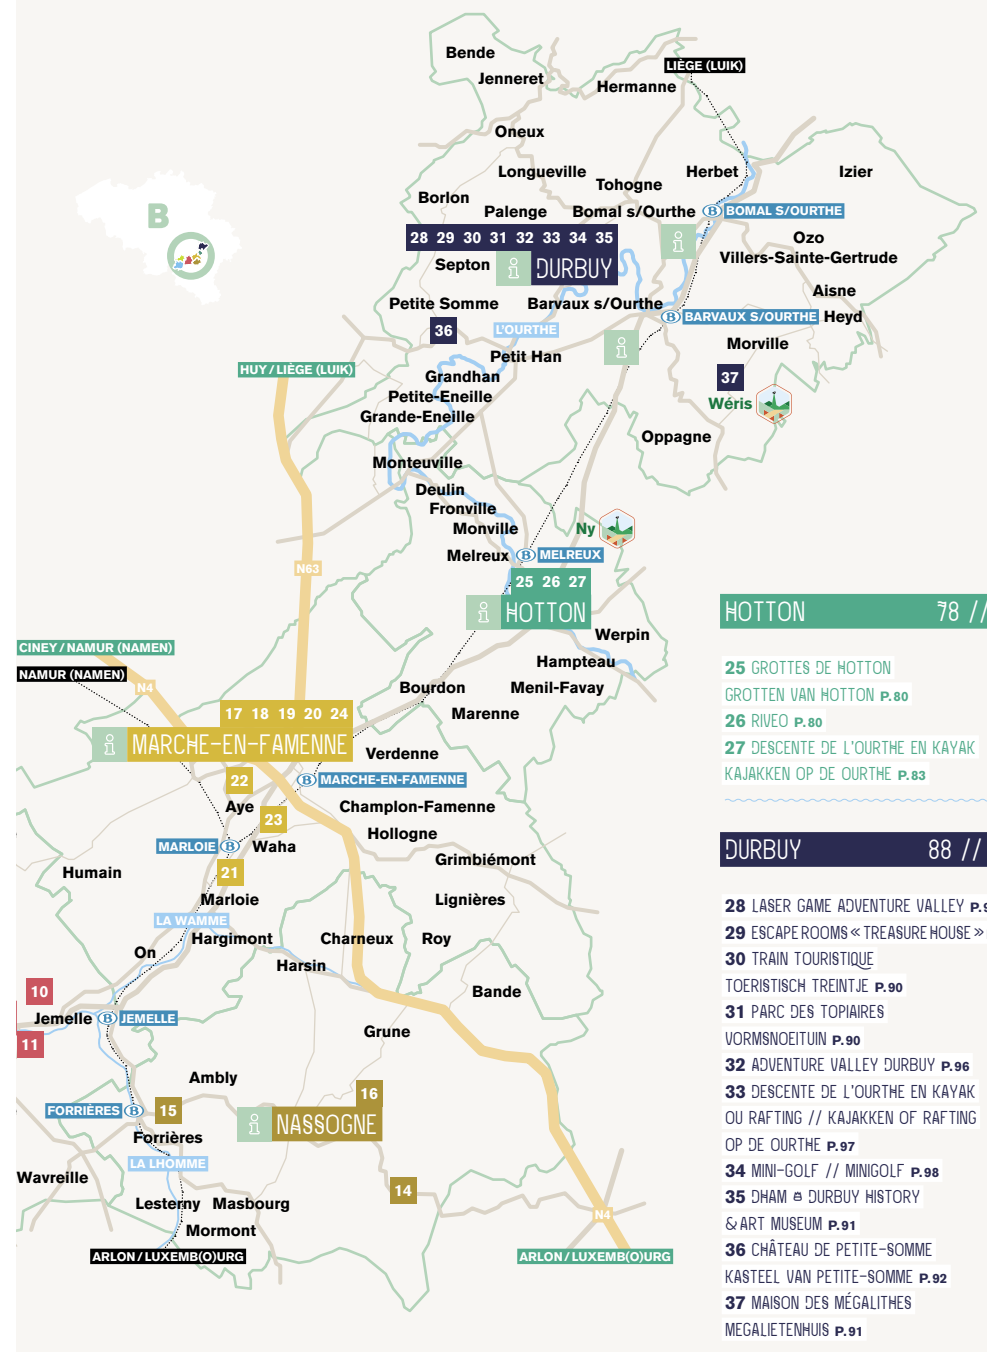 Bende
Jenneret
Hermanne
LIÈGE (LUIK)
Oneux
Longueville
Tohogne
Herbet
Izier
Borlon
Palenge
Bomal s/Ourthe
B BOMAL S/OURTHE
B
28 29 30 31 32 33 34 35
Ozo
Villers-Sainte-Gertrude
Septon
i DURBUY
i
Aisne
Petite Somme
Barvaux s/Ourthe
B BARVAUX S/OURTHE
Heyd
36
L'OURTHE
Morville
i
Petit Han
HUY / LIÈGE (LUIK)
Grandhan
37
Petite-Eneille
Wéris
Grande-Eneille
Oppagne
Monteuville
Deulin
Fronville
Monville
Ny
Melreux
B MELREUX
N63
25 26 27
i HOTTON
Werpin
Hampteau
CINEY / NAMUR (NAMEN)
NAMUR (NAMEN)
N4
Bourdon
Menil-Favay
Marenne
17 18 19 20 24
i MARCHE-EN-FAMENNE
Verdenne
22
B MARCHE-EN-FAMENNE
Aye
Champlon-Famenne
23
Hollogne
MARLOIE B
Waha
Grimbiémont
Humain
21
Marloie
Lignières
LA WAMME
Hargimont
Charneux
Roy
On
Harsin
10
Bande
Jemelle
B JEMELLE
Grune
11
Ambly
16
FORRIÈRES B
15
i NASSOGNE
Forrières
LA LHOMME
Wavreille
14
Lesterny
Masbourg
N4
Mormont
ARLON / LUXEMB(O)URG
ARLON / LUXEMB(O)URG
HOTTON 78 //
25 GROTTES DE HOTTON
GROTTEN VAN HOTTON P.80
26 RIVEO P.80
27 DESCENTE DE L'OURTHE EN KAYAK
KAJAKKEN OP DE OURTHE P.83
DURBUY 88 //
28 LASER GAME ADVENTURE VALLEY P.9
29 ESCAPE ROOMS « TREASURE HOUSE »
30 TRAIN TOURISTIQUE
TOERISTISCH TREINTJE P.90
31 PARC DES TOPIAIRES
VORMSNOEITUIN P.90
32 ADVENTURE VALLEY DURBUY P.96
33 DESCENTE DE L'OURTHE EN KAYAK
OU RAFTING // KAJAKKEN OF RAFTING
OP DE OURTHE P.97
34 MINI-GOLF // MINIGOLF P.98
35 DHAM DURBUY HISTORY
& ART MUSEUM P.91
36 CHÂTEAU DE PETITE-SOMME
KASTEEL VAN PETITE-SOMME P.92
37 MAISON DES MÉGALITHES
MEGALIETENHUIS P.91